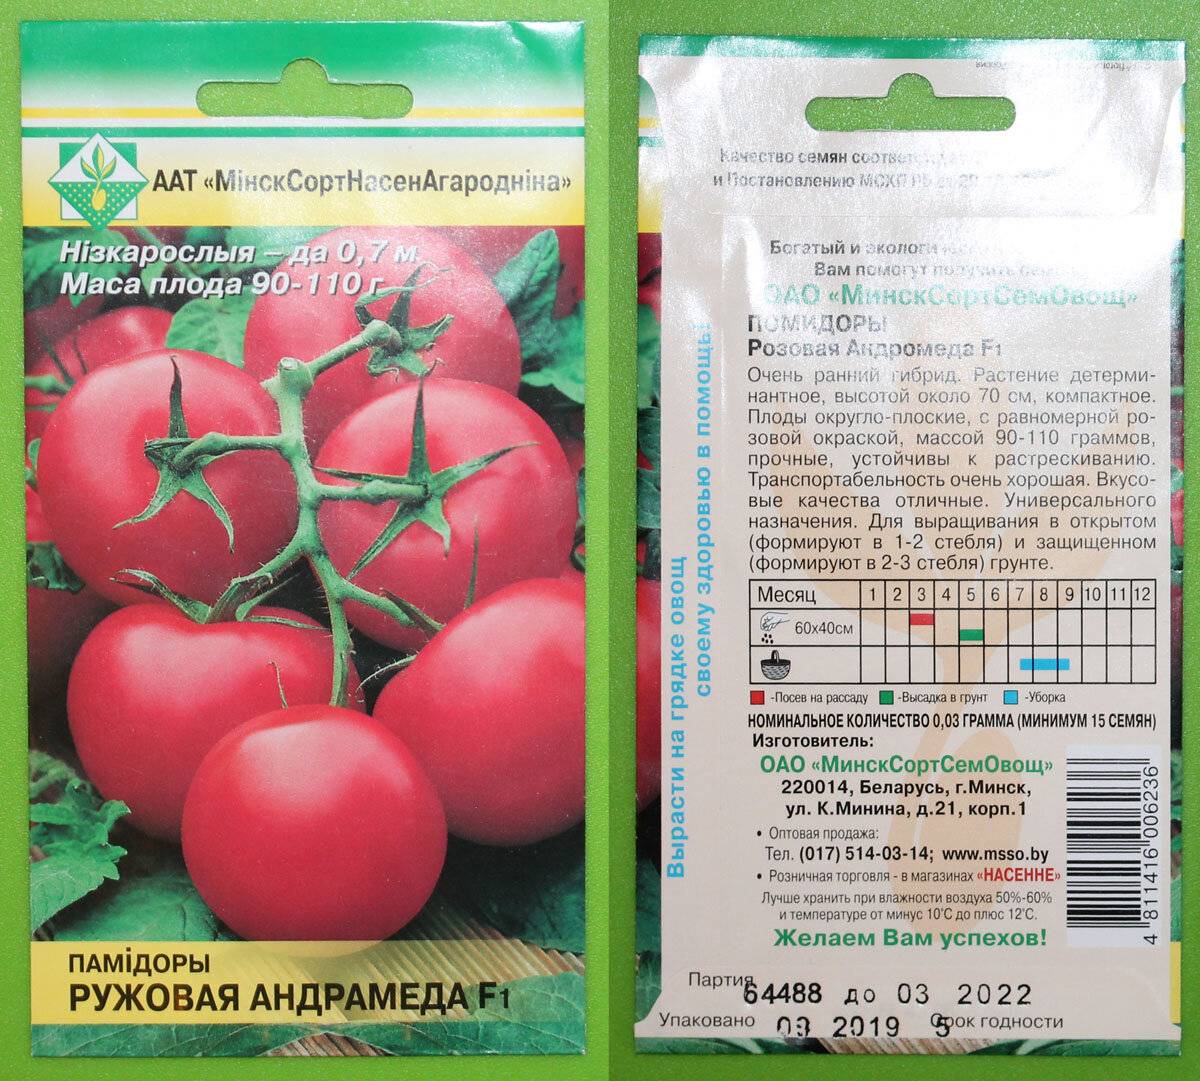 ААТ «МінскСортНасенАгародніна»
Нізкарослыя – да 0,7 м
Маса плода 90-110 г
ПАМІДОРЫ
РУЖОВАЯ АНДРАМЕДА F1
Качество семян
и Постановлению МСХП РБ
Богатый и
Вам помогут получить
ОАО «МинскСортСемОвощ»
ПОМИДОРЫ
Розовая Андромеда F1
Очень ранний гибрид. Растение детерми-
нантное, высотой около 70 см, компактное.
Плоды округло-плоские, с равномерной ро-
зовой окраской, массой 90-110 граммов,
прочные, устойчивы к растрескиванию.
Транспортабельность очень хорошая. Вкусо-
вые качества отличные. Универсального
назначения. Для выращивания в открытом
(формируют в 1-2 стебля) и защищенном
(формируют в 2-3 стебля) грунте.
Месяц 1 2 3 4 5 6 7 8 9 10 11 12
60х40см
-Посев на рассаду -Высадка в грунт -Уборка
НОМИНАЛЬНОЕ КОЛИЧЕСТВО 0,03 ГРАММА (МИНИМУМ 15 СЕМЯН)
Изготовитель:
ОАО «МинскСортСемОвощ»
220014, Беларусь, г.Минск,
ул. К.Минина, д.21, корп.1
• Оптовая продажа:
Тел. (017) 514-03-14; www.msso.by
• Розничная торговля - в магазинах «НАСЕННЕ»
Лучше хранить при влажности воздуха 50%-60%
и температуре от минус 10°С до плюс 12°С.
Желаем Вам успехов!
Вырасти на грядке овощ
своему здоровью в помощь!
4 811416 006236
Партия 64488 до 03 2022
Упаковано 09 2019 5 Срок годности